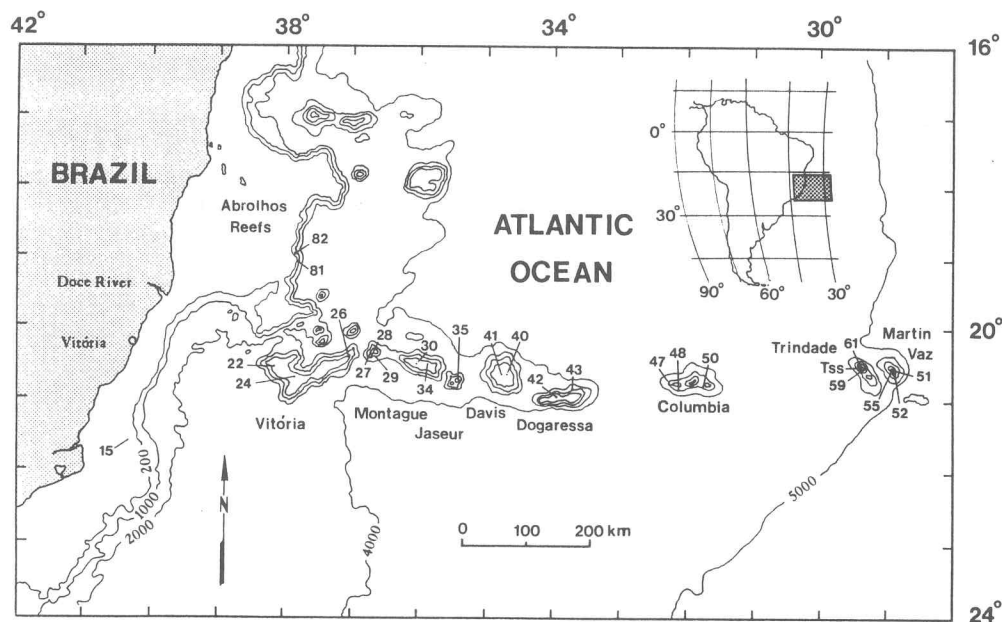 42° 38° 34° 30° 16°
BRAZIL
Abrolhos
Reefs
ATLANTIC
OCEAN
0°
30°
90° 60° 30°
82
81
Doce River
Vitória
26
28
35
41 40
20°
22
24
27
29
30
34
42 43
47 48 50
61
Trindade
Tss
59
Martin
Vaz
51
55 52
Vitória
Montague
Jaseur
Davis
Dogaressa
Columbia
15
200
1000
2000
4000
5000
N
0 100 200 km
24°